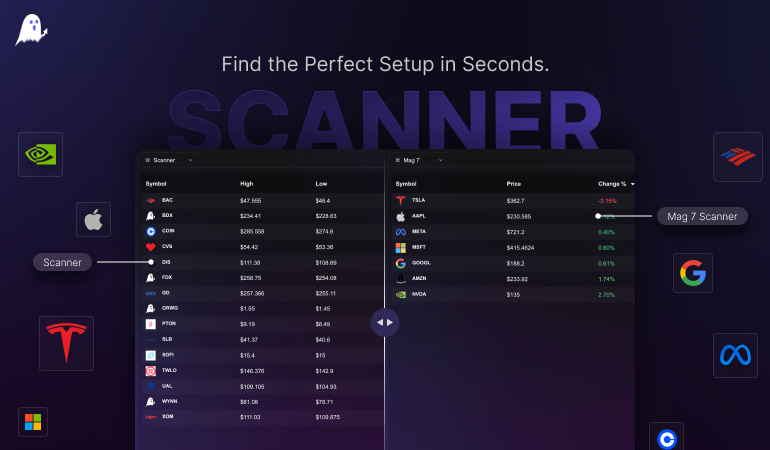 Find the Perfect Setup in Seconds.
SCANNER
Scanner
Symbol High Low
BAC $47.555 $46.4
BDX $234.41 $228.63
COIN $285.558 $274.6
CVS $54.42 $53.36
DIS $111.38 $108.69
FDX $258.75 $254.08
GD $257.366 $255.11
GRWG $1.55 $1.45
PTON $9.19 $8.49
SLB $41.37 $40.6
SOFI $15.4 $15
TWLO $146.376 $142.9
UAL $109.105 $104.93
WYNN $81.08 $78.71
XOM $111.03 $109.875
Mag 7
Symbol Price Change %
TSLA $362.7 -3.15%
AAPL $230.585
META $721.2 0.40%
MSFT $415.4624 0.60%
GOOGL $188.2 0.61%
AMZN $233.92 1.74%
NVDA $135 2.70%
Scanner
Mag 7 Scanner